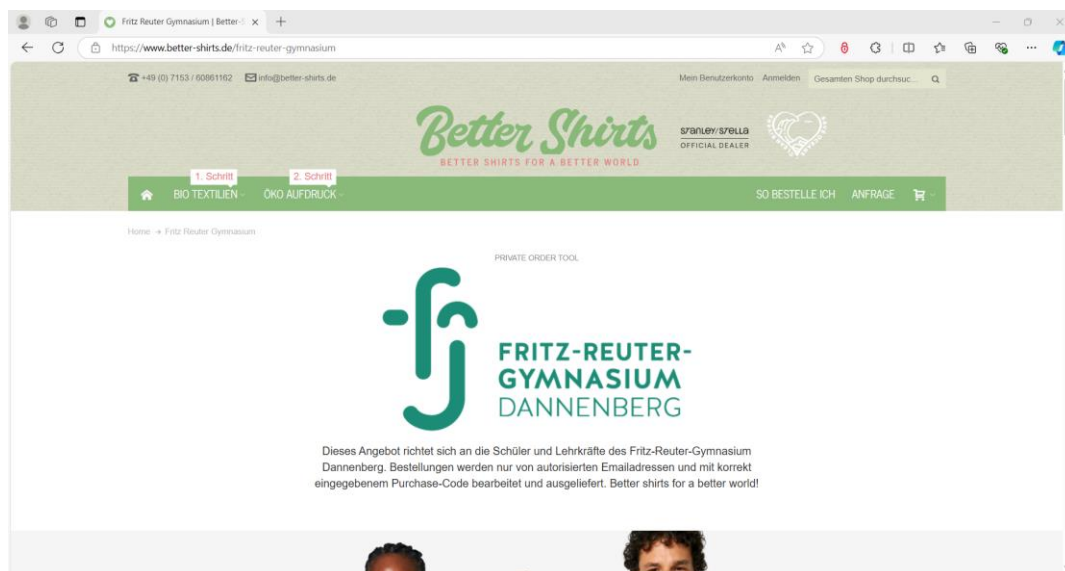 Fritz Reuter Gymnasium | Better-S
https://www.better-shirts.de/fritz-reuter-gymnasium
+49 (0) 7153 / 60861162 info@better-shirts.de
Mein Benutzerkonto Anmelden Gesamten Shop durchsuc...
Better Shirts
BETTER SHIRTS FOR A BETTER WORLD
STANLEY/STELLA
OFFICIAL DEALER
1. Schritt 2. Schritt
BIO TEXTILIEN ÖKO AUFDRUCK SO BESTELLE ICH ANFRAGE
Home → Fritz Reuter Gymnasium
PRIVATE ORDER TOOL
FRITZ-REUTER-
GYMNASIUM
DANNENBERG
Dieses Angebot richtet sich an die Schüler und Lehrkräfte des Fritz-Reuter-Gymnasium
Dannenberg. Bestellungen werden nur von autorisierten Emailadressen und mit korrekt
eingegebenem Purchase-Code bearbeitet und ausgeliefert. Better shirts for a better world!